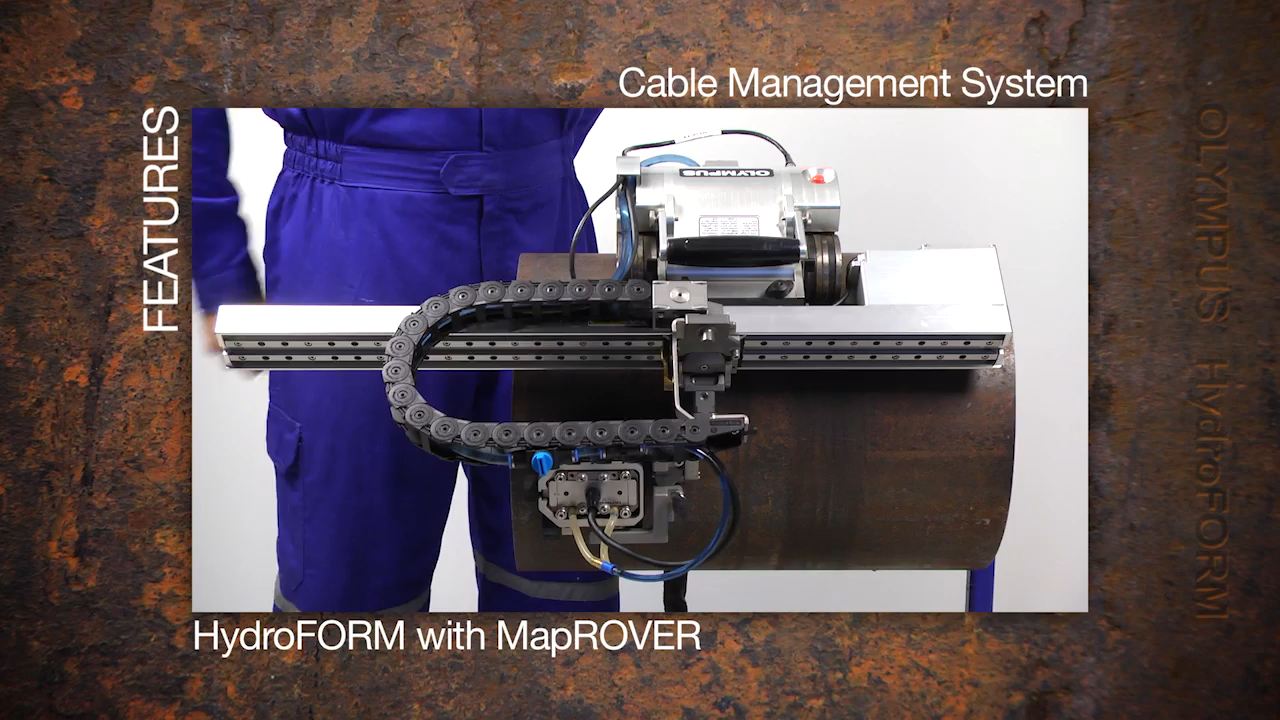 Cable Management System
FEATURES
OLYMPUS
HydroFORM with MapROVER
OLYMPUS HydroFORM